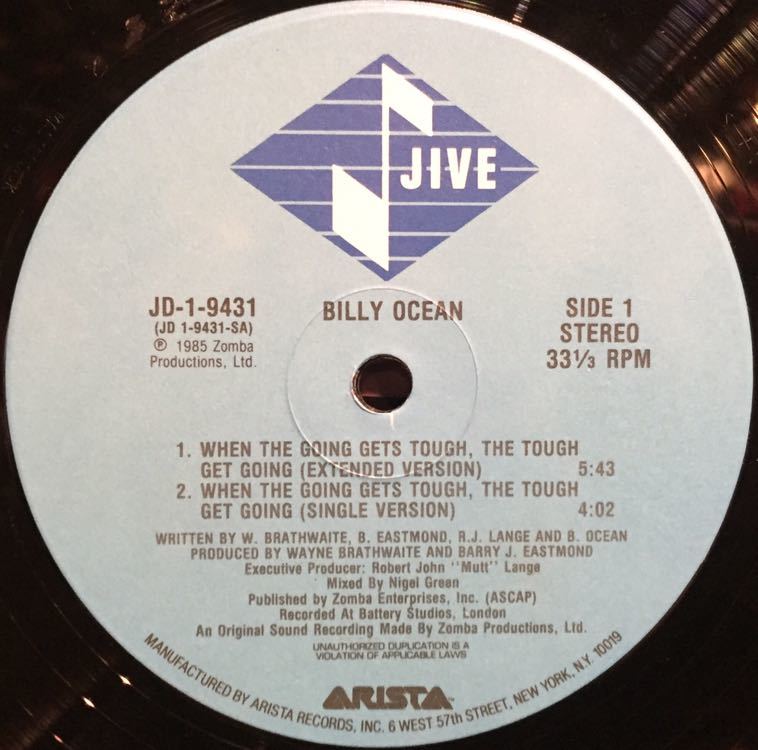 JIVE
JD-1-9431
(JD 1-9431-SA)
℗ 1985 Zomba
Productions, Ltd.
BILLY OCEAN
SIDE 1
STEREO
33⅓ RPM
1. WHEN THE GOING GETS TOUGH, THE TOUGH
GET GOING (EXTENDED VERSION) 5:43
2. WHEN THE GOING GETS TOUGH, THE TOUGH
GET GOING (SINGLE VERSION) 4:02
WRITTEN BY W. BRATHWAITE, B. EASTMOND, R.J. LANGE AND B. OCEAN
PRODUCED BY WAYNE BRATHWAITE AND BARRY J. EASTMOND
Executive Producer: Robert John "Mutt" Lange
Mixed By Nigel Green
Published by Zomba Enterprises, Inc. (ASCAP)
Recorded At Battery Studios, London
An Original Sound Recording Made By Zomba Productions, Ltd.
UNAUTHORIZED DUPLICATION IS A
VIOLATION OF APPLICABLE LAWS
ARISTA™
MANUFACTURED BY ARISTA RECORDS, INC. 6 WEST 57th STREET, NEW YORK, N.Y. 10019